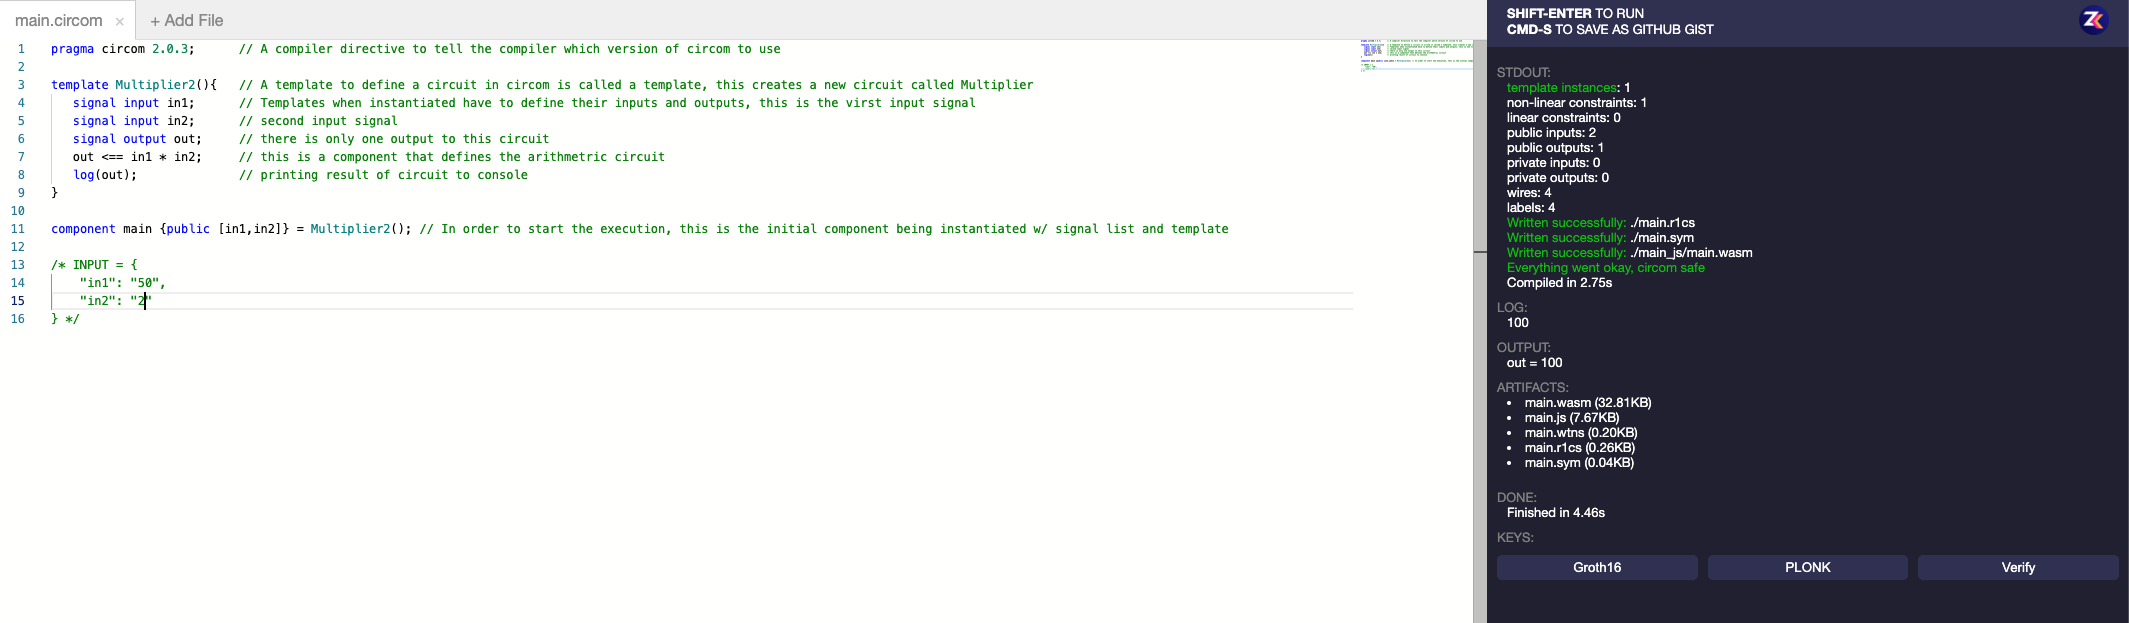 main.circom × + Add File
1 pragma circom 2.0.3; // A compiler directive to tell the compiler which version of circom to use
2
3 template Multiplier2(){ // A template to define a circuit in circom is called a template, this creates a new circuit called Multiplier
4 signal input in1; // Templates when instantiated have to define their inputs and outputs, this is the virst input signal
5 signal input in2; // second input signal
6 signal output out; // there is only one output to this circuit
7 out <== in1 * in2; // this is a component that defines the arithmetric circuit
8 log(out); // printing result of circuit to console
9 }
10
11 component main {public [in1,in2]} = Multiplier2(); // In order to start the execution, this is the initial component being instantiated w/ signal list and template
12
13 /* INPUT = {
14 "in1": "50",
15 "in2": "2"
16 } */
SHIFT-ENTER TO RUN
CMD-S TO SAVE AS GITHUB GIST
STDOUT:
template instances: 1
non-linear constraints: 1
linear constraints: 0
public inputs: 2
public outputs: 1
private inputs: 0
private outputs: 0
wires: 4
labels: 4
Written successfully: ./main.r1cs
Written successfully: ./main.sym
Written successfully: ./main_js/main.wasm
Everything went okay, circom safe
Compiled in 2.75s
LOG:
100
OUTPUT:
out = 100
ARTIFACTS:
• main.wasm (32.81KB)
• main.js (7.67KB)
• main.wtns (0.20KB)
• main.r1cs (0.26KB)
• main.sym (0.04KB)
DONE:
Finished in 4.46s
KEYS:
Groth16 PLONK Verify